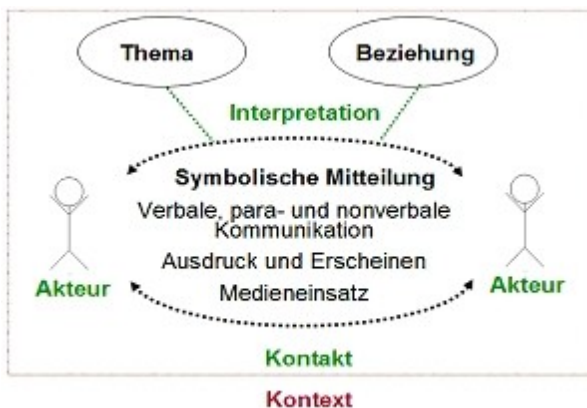 Thema
Beziehung
Interpretation
Symbolische Mitteilung
Verbale, para- und nonverbale
Kommunikation
Ausdruck und Erscheinen
Akteur
Medieneinsatz
Akteur
Kontakt
Kontext